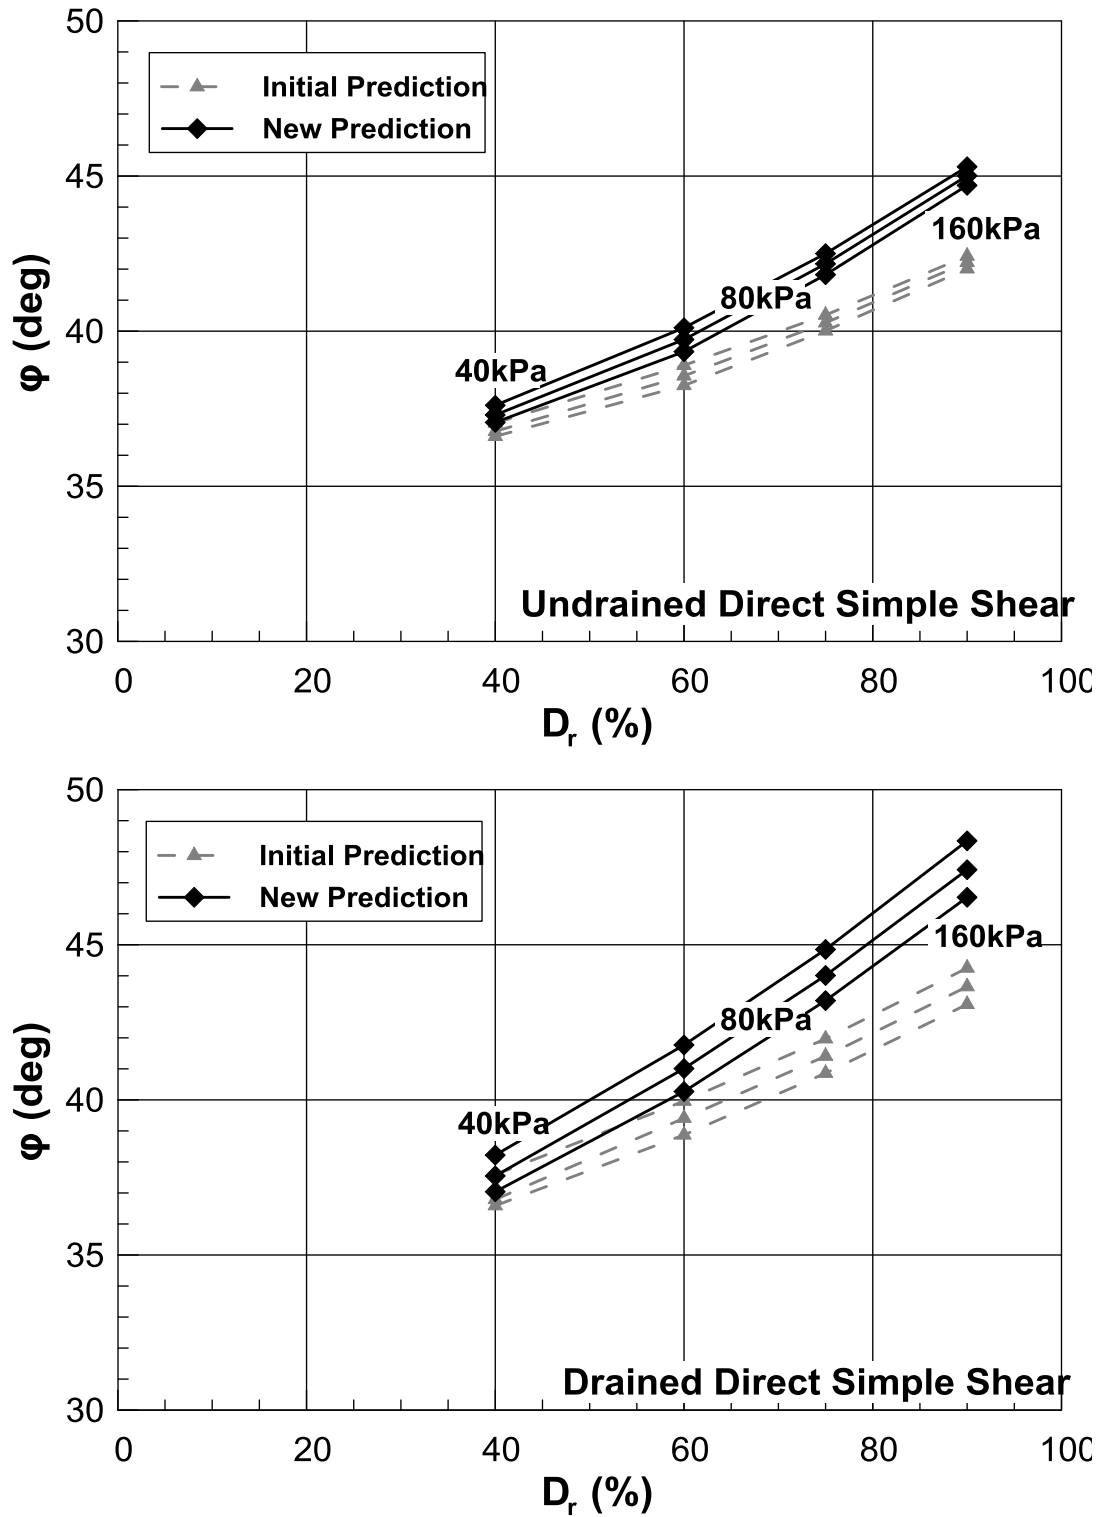 50
Initial Prediction
New Prediction
45
160kPa
80kPa
φ (deg)
40
40kPa
35
Undrained Direct Simple Shear
30
0 20 40 60 80 100
Dr (%)
50
Initial Prediction
New Prediction
45
160kPa
80kPa
φ (deg)
40
40kPa
35
Drained Direct Simple Shear
30
0 20 40 60 80 100
Dr (%)